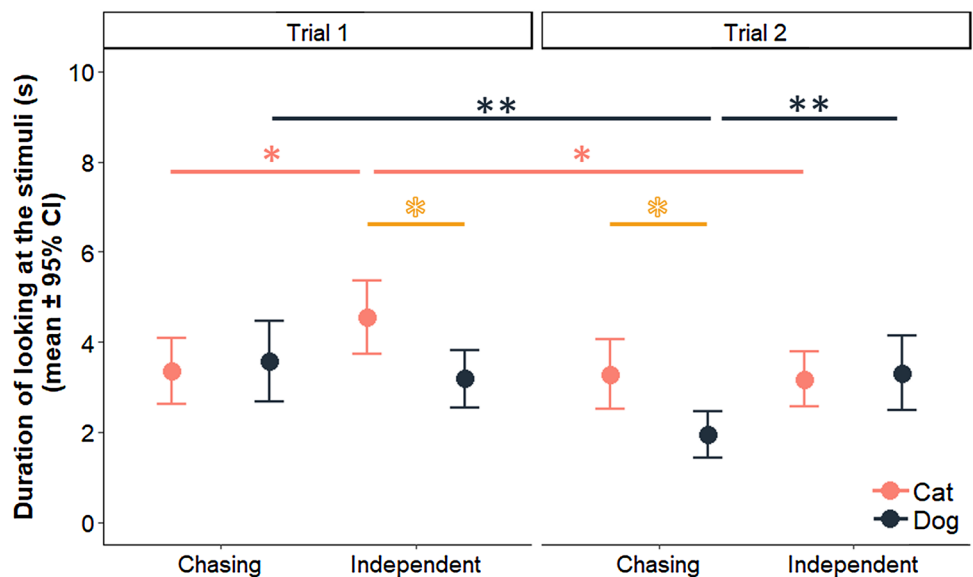 Trial 1
Trial 2
Duration of looking at the stimuli (s)
(mean ± 95% CI)
10
8
6
4
2
0
**
**
*
*
*
*
Cat
Dog
Chasing
Independent
Chasing
Independent